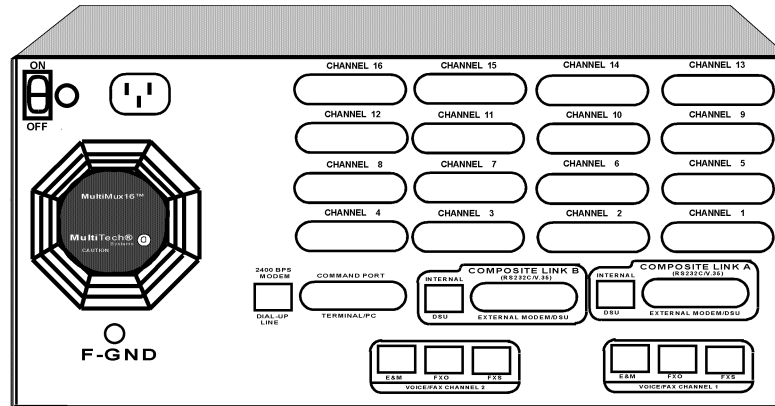 ON
OFF
CHANNEL 16 CHANNEL 15 CHANNEL 14 CHANNEL 13
CHANNEL 12 CHANNEL 11 CHANNEL 10 CHANNEL 9
CHANNEL 8 CHANNEL 7 CHANNEL 6 CHANNEL 5
CHANNEL 4 CHANNEL 3 CHANNEL 2 CHANNEL 1
MultiMux16™
MultiTech®
Systems
CAUTION
F-GND
2400 BPS
MODEM
DIAL-UP
LINE
COMMAND PORT
TERMINAL/PC
COMPOSITE LINK B
(RS232C/V.35)
INTERNAL
DSU
EXTERNAL MODEM/DSU
COMPOSITE LINK A
(RS232C/V.35)
INTERNAL
DSU
EXTERNAL MODEM/DSU
E&M FXO FXS
VOICE/FAX CHANNEL 2
E&M FXO FXS
VOICE/FAX CHANNEL 1